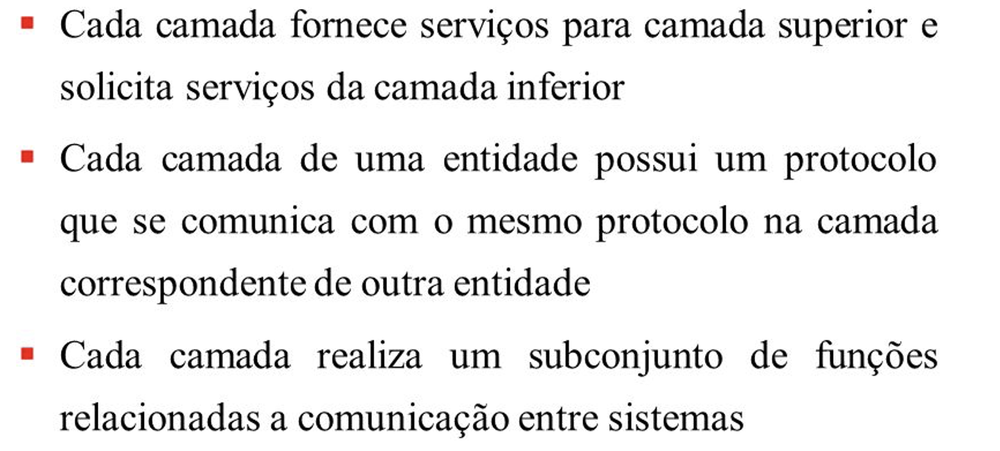 ▪ Cada camada fornece serviços para camada superior e
solicita serviços da camada inferior
▪ Cada camada de uma entidade possui um protocolo
que se comunica com o mesmo protocolo na camada
correspondente de outra entidade
▪ Cada camada realiza um subconjunto de funções
relacionadas a comunicação entre sistemas